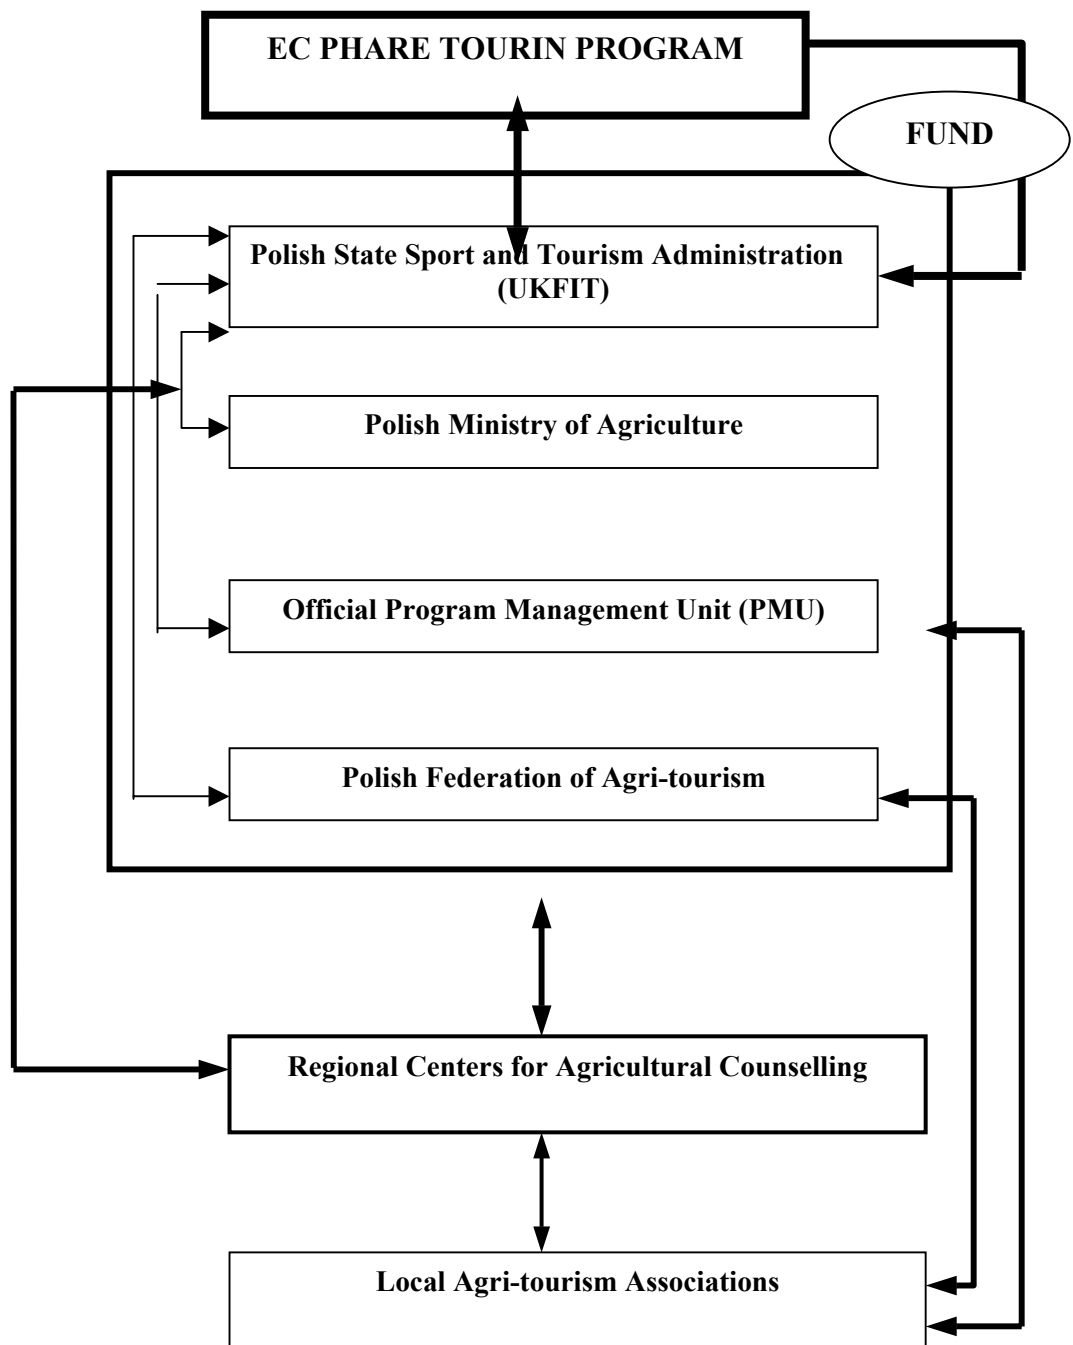 EC PHARE TOURIN PROGRAM
FUND
Polish State Sport and Tourism Administration
(UKFIT)
Polish Ministry of Agriculture
Official Program Management Unit (PMU)
Polish Federation of Agri-tourism
Regional Centers for Agricultural Counselling
Local Agri-tourism Associations